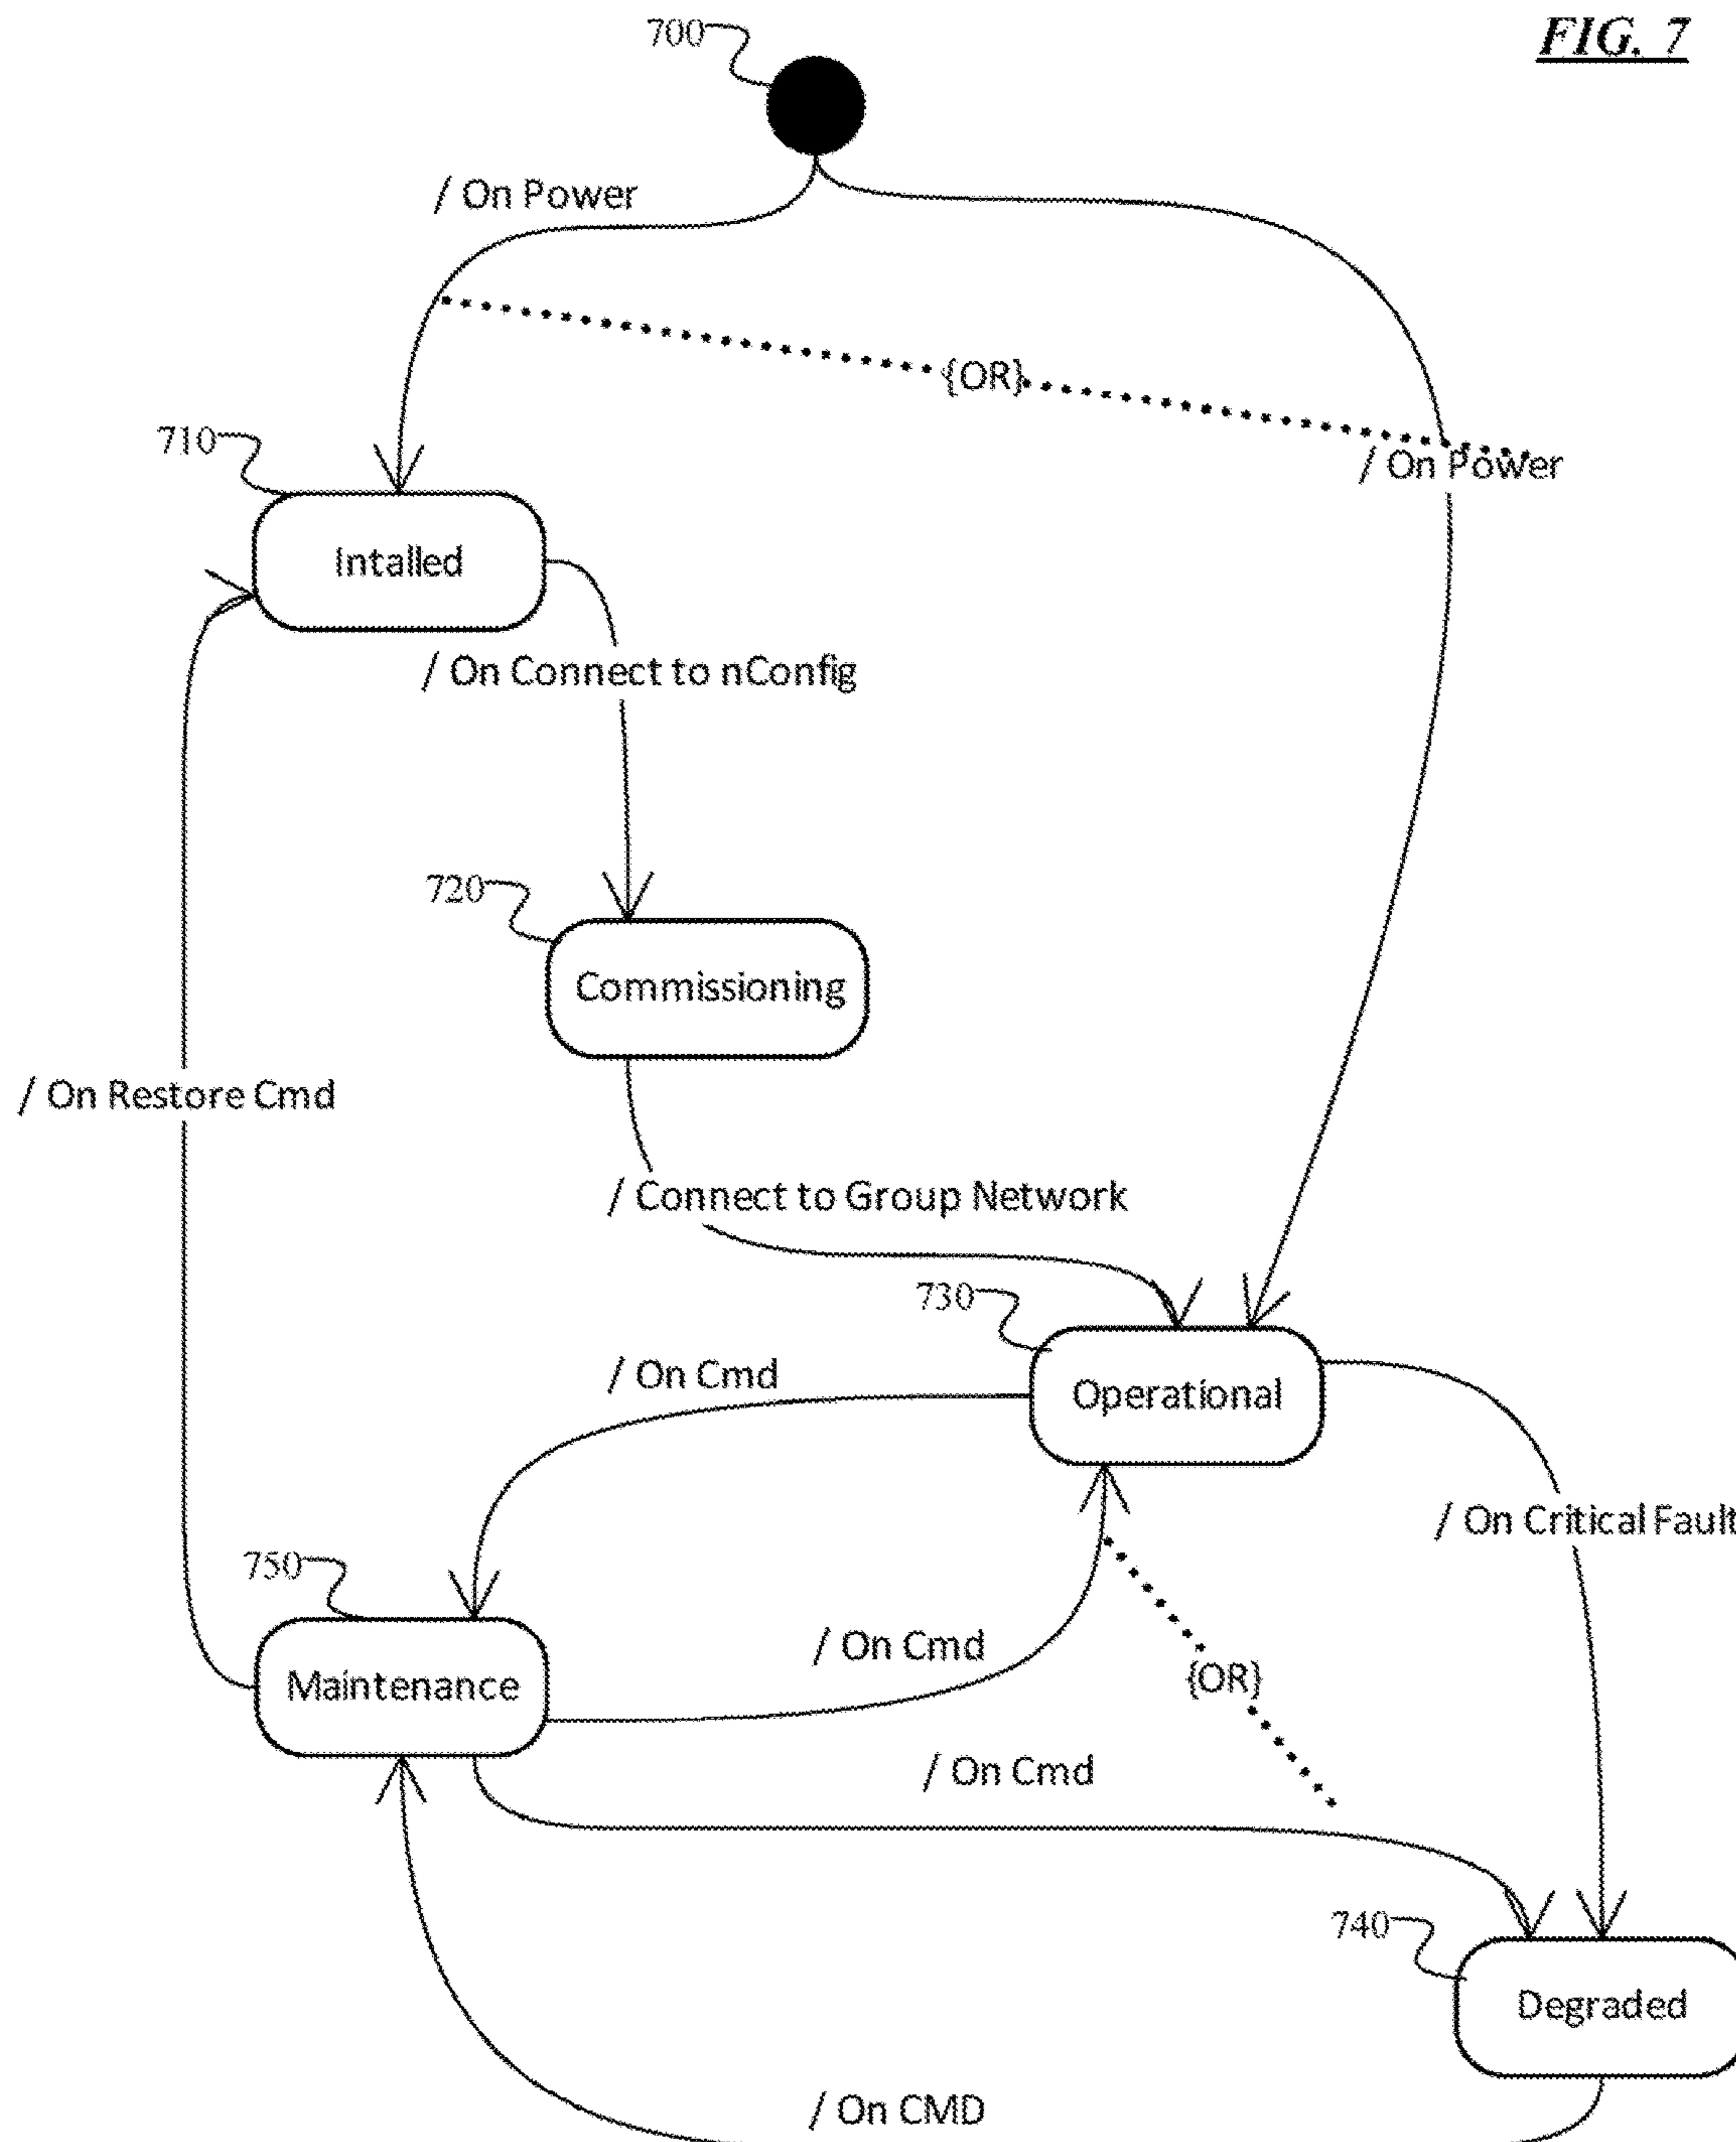 FIG. 7
700
/ On Power
{OR}
/ On Power
710
Intalled
/ On Connect to nConfig
720
Commissioning
/ On Restore Cmd
/ Connect to Group Network
730
Operational
/ On Cmd
/ On Critical Fault
750
Maintenance
/ On Cmd
{OR}
/ On Cmd
740
Degraded
/ On CMD